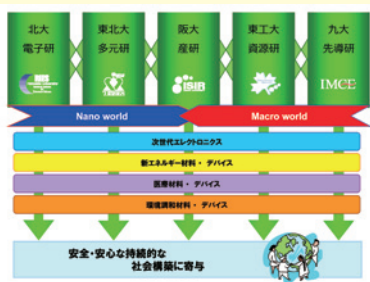 北大
電子研
東北大
多元研
阪大
産研
東工大
資源研
九大
先導研
ISIR
IMCE
Nano world
Macro world
次世代エレクトロニクス
新エネルギー材料・デバイス
医療材料・デバイス
環境調和材料・デバイス
安全・安心な持続的な
社会構築に寄与